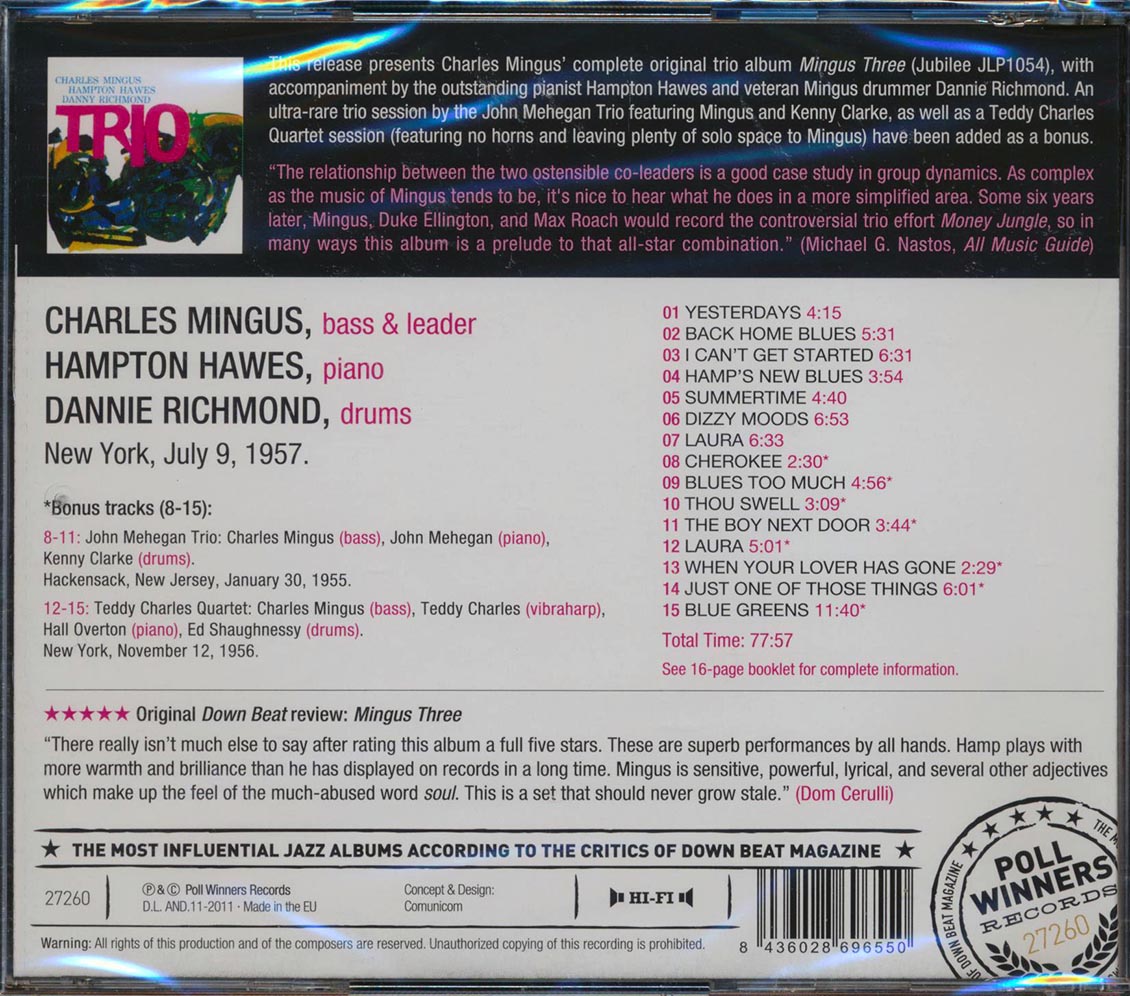 CHARLES MINGUS
HAMPTON HAWES
DANNY RICHMOND
TRIO
This release presents Charles Mingus' complete original trio album Mingus Three (Jubilee JLP1054), with
accompaniment by the outstanding pianist Hampton Hawes and veteran Mingus drummer Dannie Richmond. An
ultra-rare trio session by the John Mehegan Trio featuring Mingus and Kenny Clarke, as well as a Teddy Charles
Quartet session (featuring no horns and leaving plenty of solo space to Mingus) have been added as a bonus.
“The relationship between the two ostensible co-leaders is a good case study in group dynamics. As complex
as the music of Mingus tends to be, it's nice to hear what he does in a more simplified area. Some six years
later, Mingus, Duke Ellington, and Max Roach would record the controversial trio effort Money Jungle, so in
many ways this album is a prelude to that all-star combination.” (Michael G. Nastos, All Music Guide)
CHARLES MINGUS, bass & leader
HAMPTON HAWES, piano
DANNIE RICHMOND, drums
New York, July 9, 1957.
*Bonus tracks (8-15):
8-11: John Mehegan Trio: Charles Mingus (bass), John Mehegan (piano),
Kenny Clarke (drums).
Hackensack, New Jersey, January 30, 1955.
12-15: Teddy Charles Quartet: Charles Mingus (bass), Teddy Charles (vibraharp),
Hall Overton (piano), Ed Shaughnessy (drums).
New York, November 12, 1956.
01 YESTERDAYS 4:15
02 BACK HOME BLUES 5:31
03 I CAN'T GET STARTED 6:31
04 HAMP'S NEW BLUES 3:54
05 SUMMERTIME 4:40
06 DIZZY MOODS 6:53
07 LAURA 6:33
08 CHEROKEE 2:30*
09 BLUES TOO MUCH 4:56*
10 THOU SWELL 3:09*
11 THE BOY NEXT DOOR 3:44*
12 LAURA 5:01*
13 WHEN YOUR LOVER HAS GONE 2:29*
14 JUST ONE OF THOSE THINGS 6:01*
15 BLUE GREENS 11:40*
Total Time: 77:57
See 16-page booklet for complete information.
★★★★★ Original Down Beat review: Mingus Three
“There really isn't much else to say after rating this album a full five stars. These are superb performances by all hands. Hamp plays with
more warmth and brilliance than he has displayed on records in a long time. Mingus is sensitive, powerful, lyrical, and several other adjectives
which make up the feel of the much-abused word soul. This is a set that should never grow stale.” (Dom Cerulli)
★ THE MOST INFLUENTIAL JAZZ ALBUMS ACCORDING TO THE CRITICS OF DOWN BEAT MAGAZINE ★
27260
℗ & © Poll Winners Records
D.L. AND.11-2011 · Made in the EU
Concept & Design:
Comunicom
HI-FI
Warning: All rights of this production and of the composers are reserved. Unauthorized copying of this recording is prohibited.
8 436028 696550
THE
OF DOWN BEAT MAGAZINE
POLL
WINNERS
RECORDS
27260